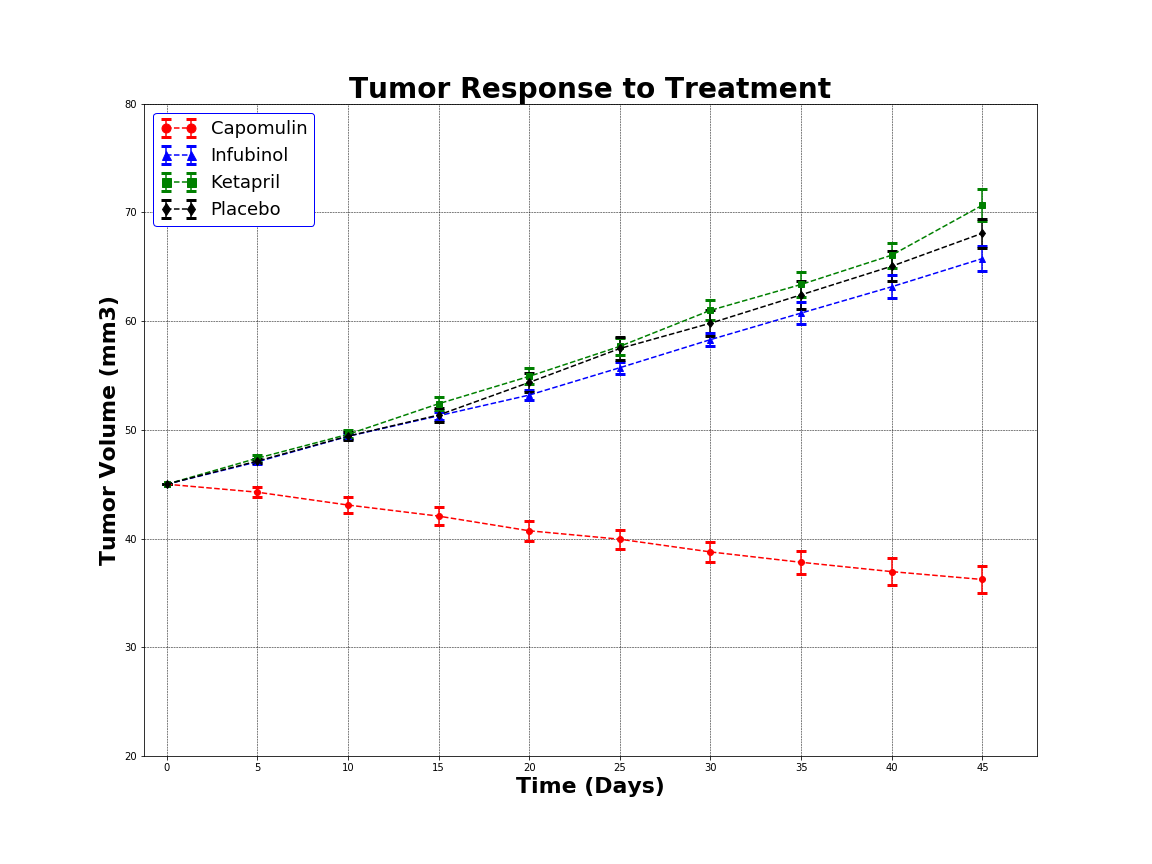 Tumor Response to Treatment
Capomulin
Infubinol
Ketapril
Placebo
Tumor Volume (mm3)
80
70
60
50
40
30
20
0 5 10 15 20 25 30 35 40 45
Time (Days)